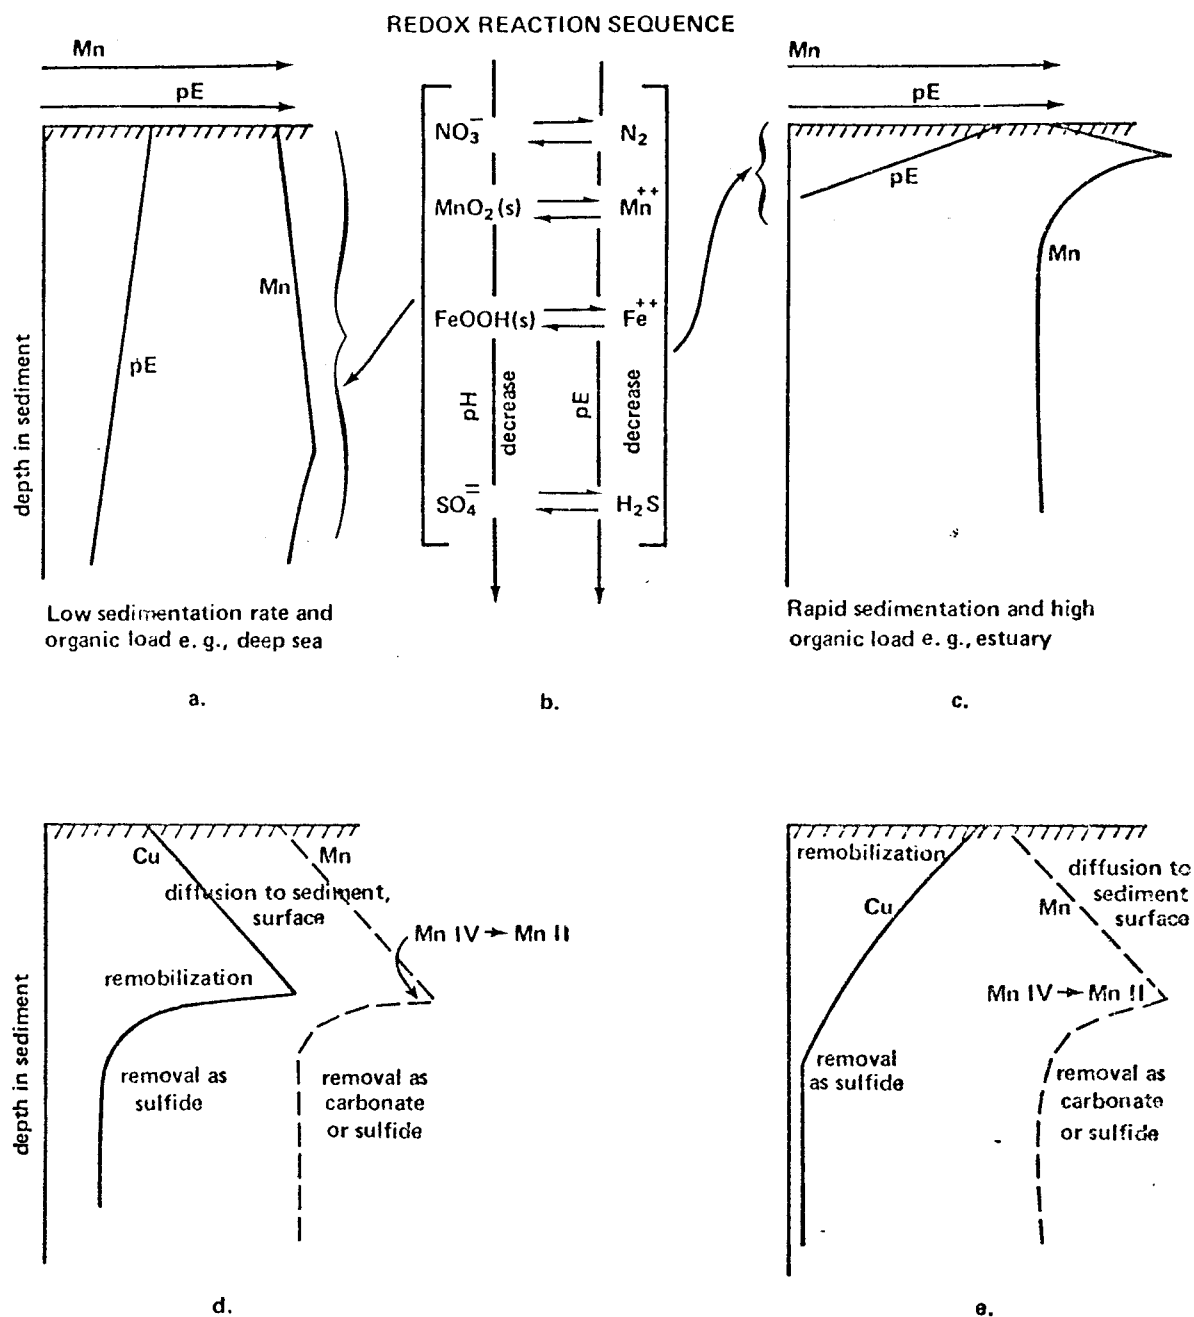 REDOX REACTION SEQUENCE
Mn
pE
depth in sediment
pE
Mn
Low sedimentation rate and
organic load e. g., deep sea
a.
NO₃⁻ ⇌ N₂
MnO₂(s) ⇌ Mn⁺⁺
FeOOH(s) ⇌ Fe⁺⁺
pH decrease
pE decrease
SO₄⁼ ⇌ H₂S
b.
Mn
pE
pE
Mn
Rapid sedimentation and high
organic load e. g., estuary
c.
depth in sediment
Cu
Mn
diffusion to sediment,
surface
Mn IV → Mn II
remobilization
removal as
sulfide
removal as
carbonate
or sulfide
d.
remobilization
Cu
Mn
diffusion to
sediment
surface
Mn IV → Mn II
removal
as sulfide
removal as
carbonate
or sulfide
e.